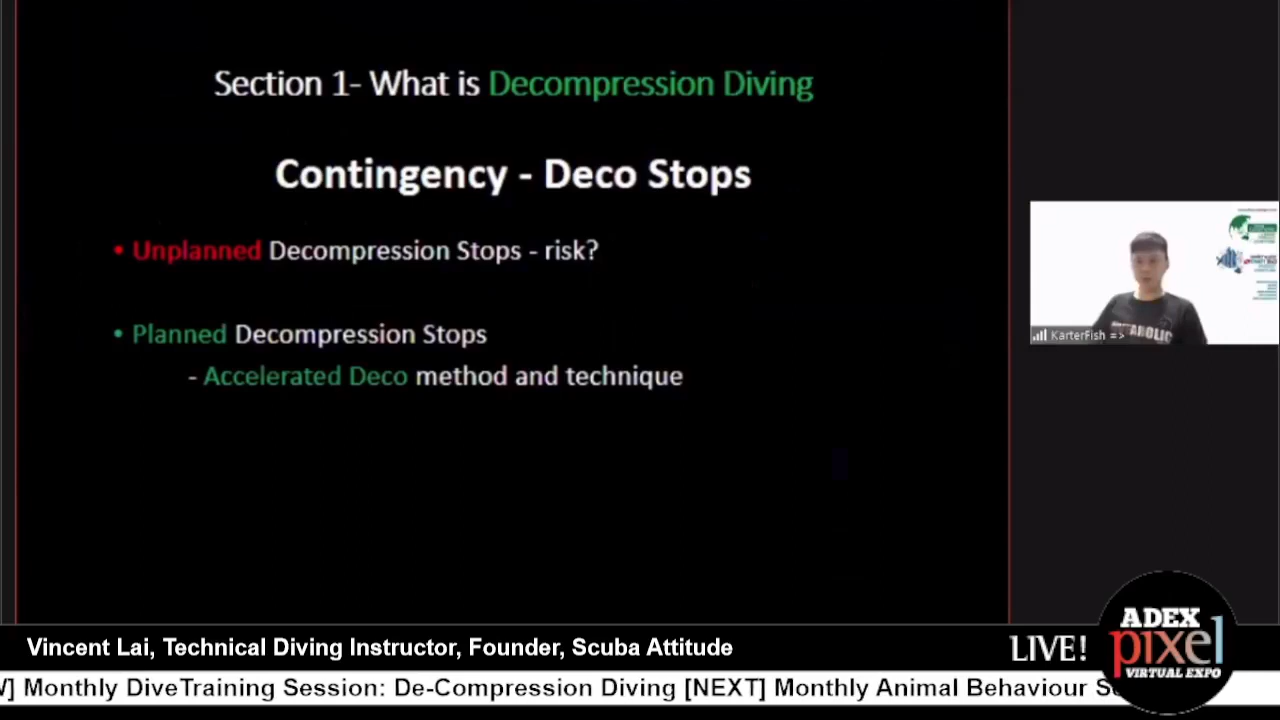 Section 1- What is Decompression Diving
Contingency - Deco Stops
• Unplanned Decompression Stops - risk?
• Planned Decompression Stops
- Accelerated Deco method and technique
KarterFish =>
Vincent Lai, Technical Diving Instructor, Founder, Scuba Attitude
LIVE!
ADEX
pixel
VIRTUAL EXPO
] Monthly DiveTraining Session: De-Compression Diving [NEXT] Monthly Animal Behaviour